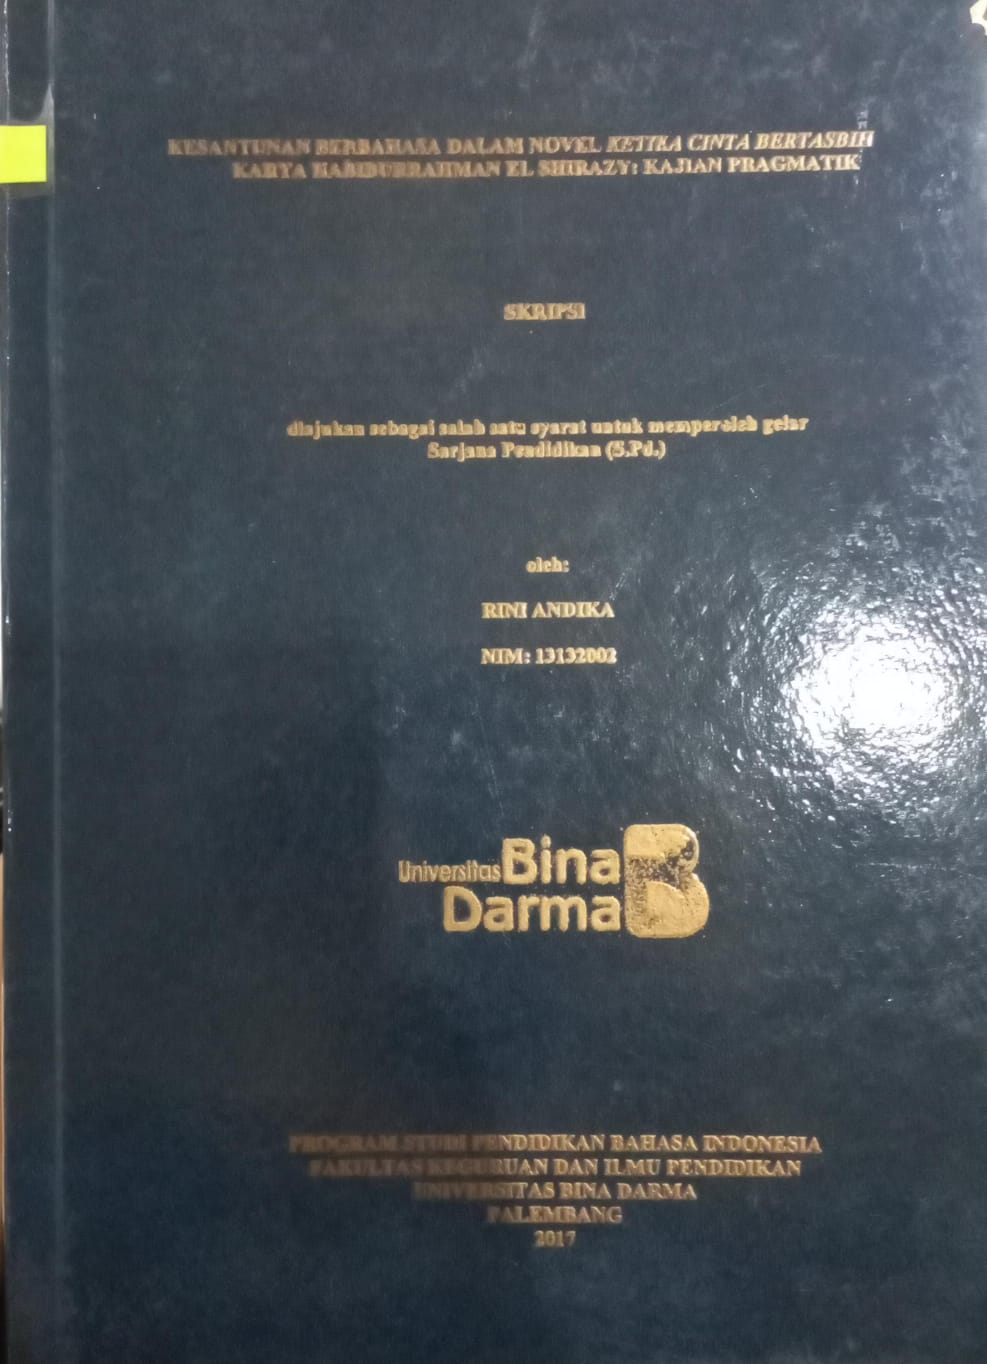 KESANTUNAN BERBAHASA DALAM NOVEL KETIKA CINTA BERTASBIH
KARYA HABIBURRAHMAN EL SHIRAZY: KAJIAN PRAGMATIK
SKRIPSI
diajukan sebagai salah satu syarat untuk memperoleh gelar
Sarjana Pendidikan (S.Pd.)
oleh:
RINI ANDIKA
NIM: 13132002
Universitas Bina
Darma
PROGRAM STUDI PENDIDIKAN BAHASA INDONESIA
FAKULTAS KEGURUAN DAN ILMU PENDIDIKAN
UNIVERSITAS BINA DARMA
PALEMBANG
2017